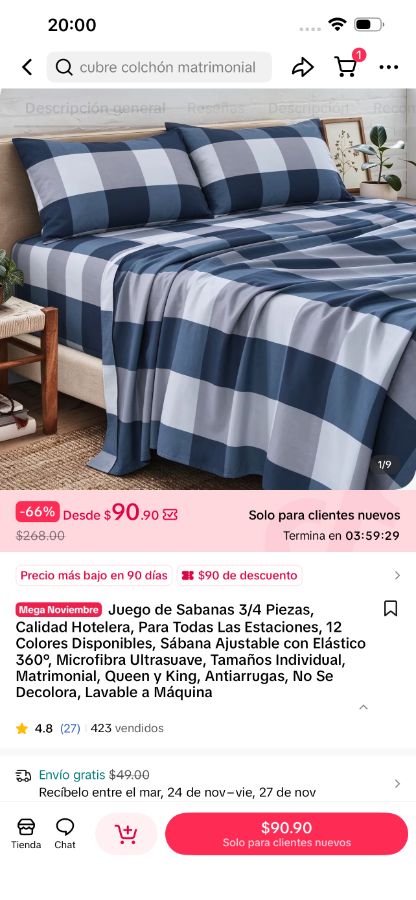 20:00
cubre colchón matrimonial
1
Descripción general Reseñas Descripción Recom
1/9
-66% Desde $90.90
Solo para clientes nuevos
$268.00
Termina en 03:59:29
Precio más bajo en 90 días
$90 de descuento
Mega Noviembre Juego de Sabanas 3/4 Piezas,
Calidad Hotelera, Para Todas Las Estaciones, 12
Colores Disponibles, Sábana Ajustable con Elástico
360°, Microfibra Ultrasuave, Tamaños Individual,
Matrimonial, Queen y King, Antiarrugas, No Se
Decolora, Lavable a Máquina
4.8 (27) 423 vendidos
Envío gratis $49.00
Recíbelo entre el mar, 24 de nov–vie, 27 de nov
Tienda
Chat
$90.90
Solo para clientes nuevos